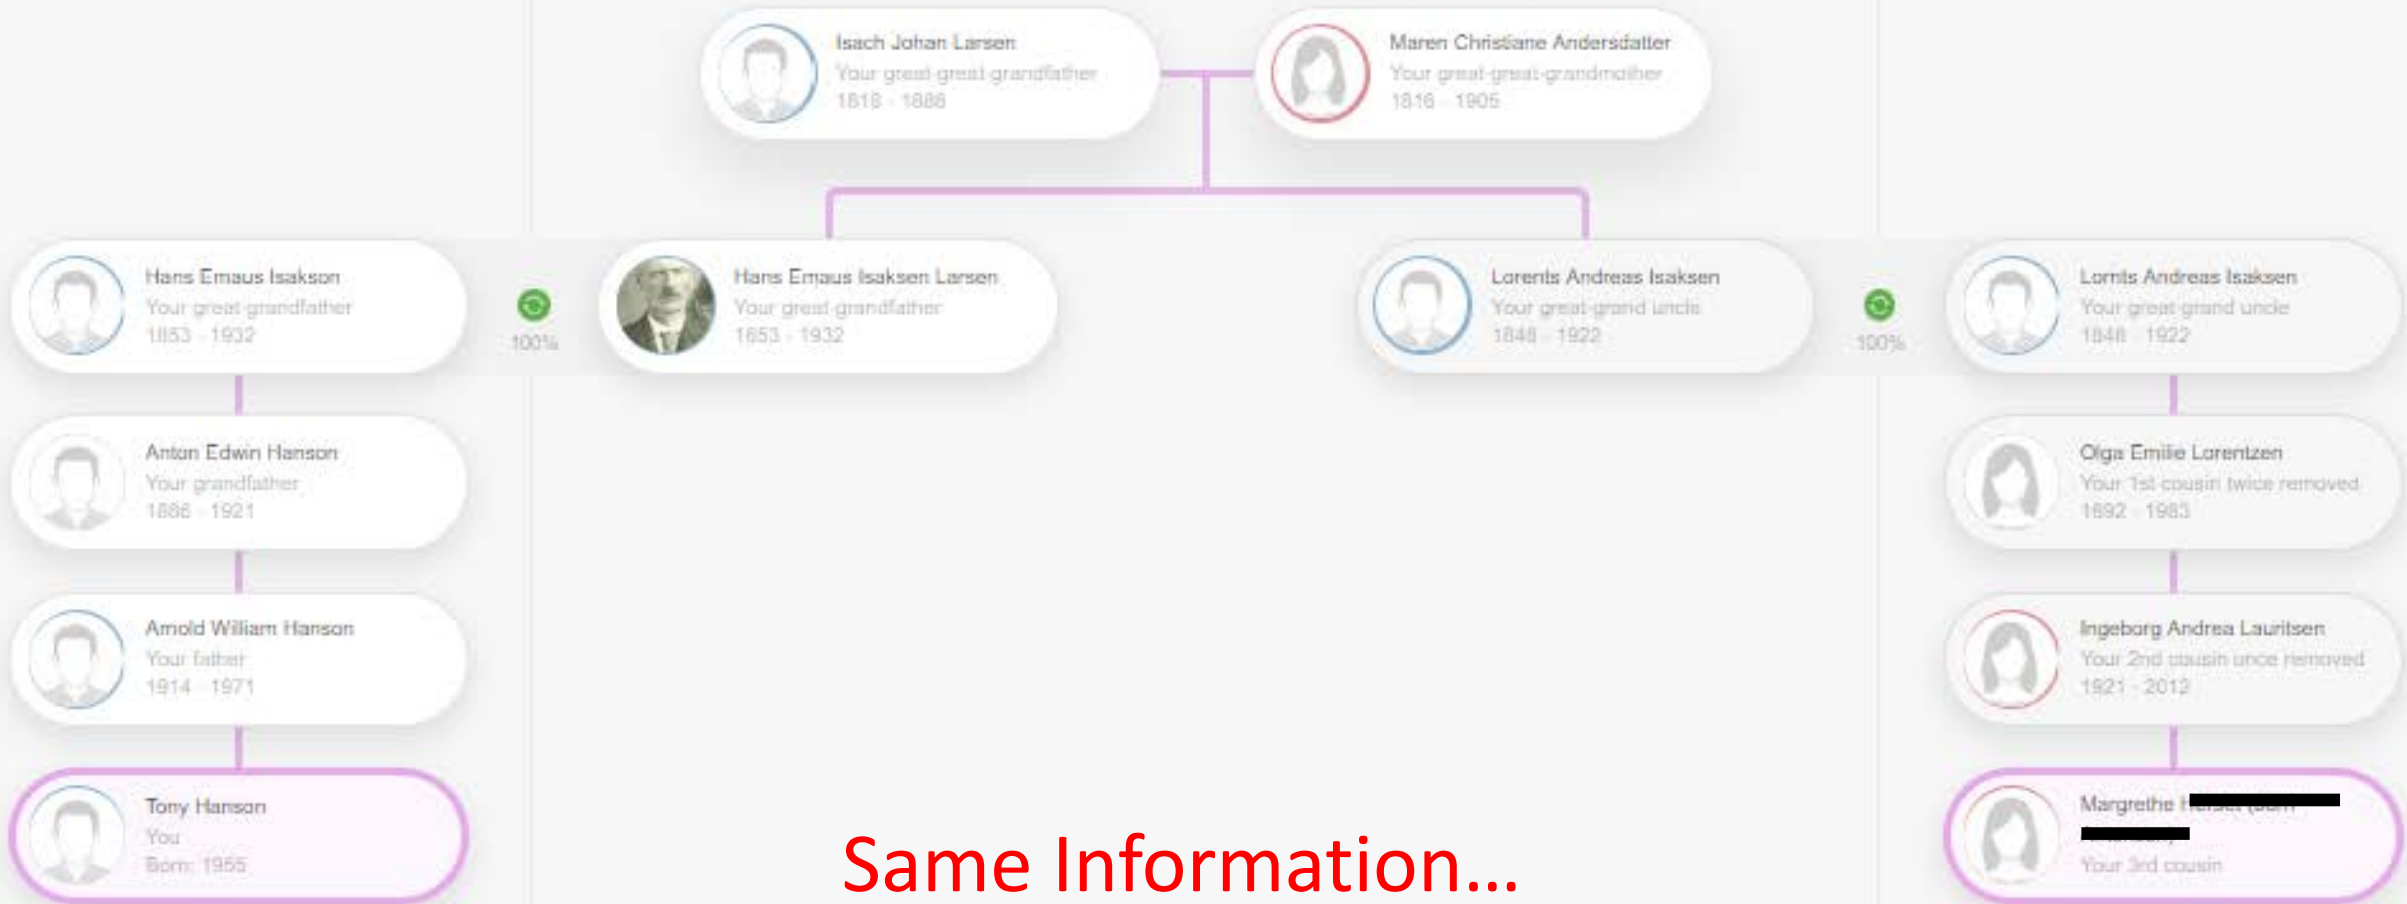 Isach Johan Larsen
Your great-great-grandfather
1818 - 1888
Maren Christiane Andersdatter
Your great-great-grandmother
1816 - 1905
Hans Emaus Isakson
Your great-grandfather
1853 - 1932
100%
Hans Emaus Isaksen Larsen
Your great-grandfather
1853 - 1932
Lorents Andreas Isaksen
Your great-grand uncle
1848 - 1922
100%
Lornts Andreas Isaksen
Your great-grand uncle
1848 - 1922
Anton Edwin Hanson
Your grandfather
1886 - 1921
Olga Emilie Lorentzen
Your 1st cousin twice removed
1892 - 1983
Arnold William Hanson
Your father
1914 - 1971
Ingeborg Andrea Lauritsen
Your 2nd cousin once removed
1921 - 2012
Tony Hanson
You
Born: 1955
Margrethe
Your 3rd cousin
Same Information...